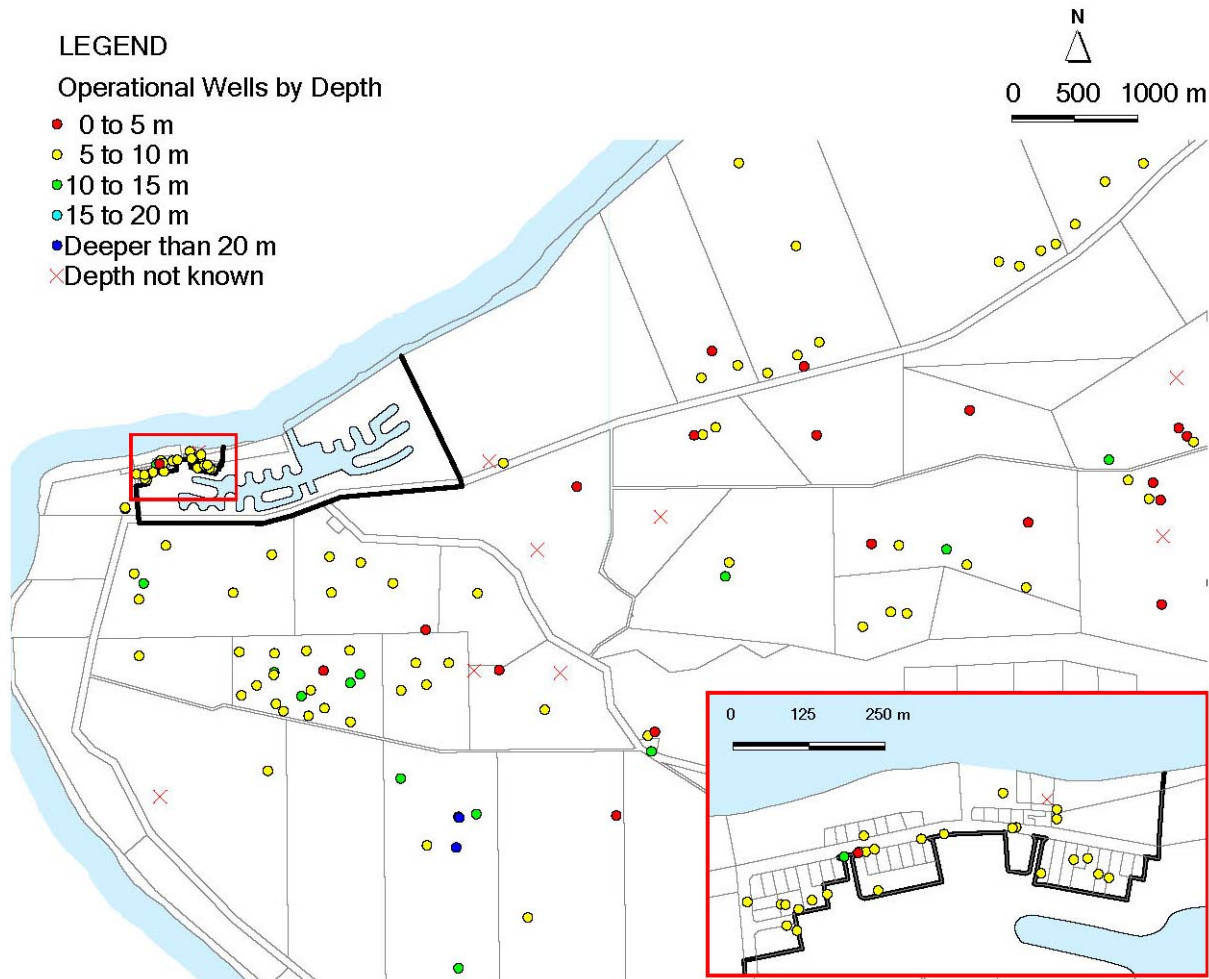 LEGEND
Operational Wells by Depth
0 to 5 m
5 to 10 m
10 to 15 m
15 to 20 m
Deeper than 20 m
Depth not known
N
0 500 1000 m
0 125 250 m